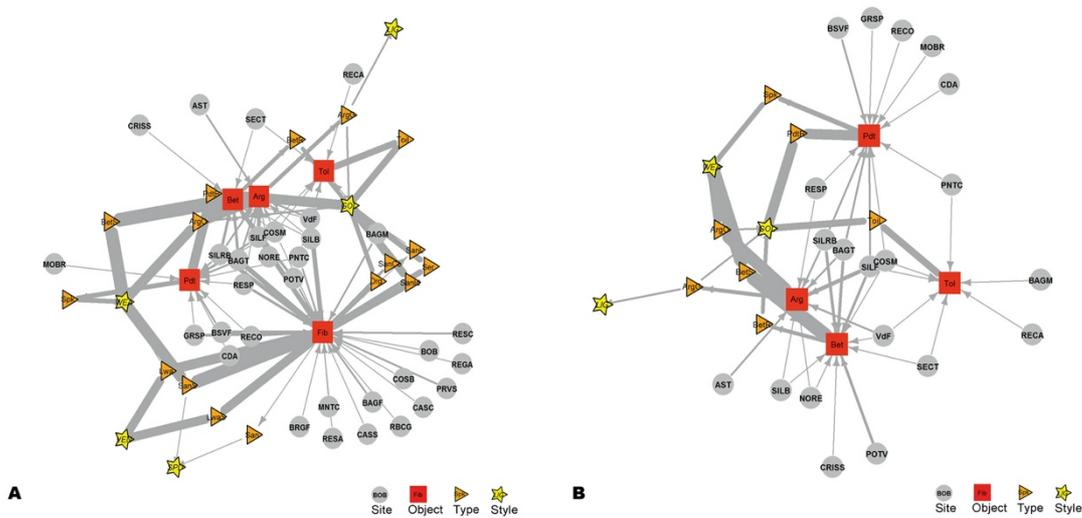 RECA
AST
SECT
CRISS
Tol
Bet
Arg
VdF
SILF
COSM
SILB
BAGM
SILRB
BAGT
NORE
PNTC
MOBR
Pdt
RESP
POTV
GRSP
BSVF
RECO
CDA
Fib
RESC
BOB
REGA
COSB
PRVS
MNTC
BAGF
CASC
BRGF
RESA
CASS
RBCG
A
BOB
Fib
Site
Object
Type
Style
BSVF
GRSP
RECO
MOBR
CDA
Pdt
RESP
PNTC
SILRB
BAGT
SILF
COSM
Arg
Tol
BAGM
Bet
VdF
RECA
SECT
AST
SILB
NORE
POTV
CRISS
B
BOB
Fib
Site
Object
Type
Style